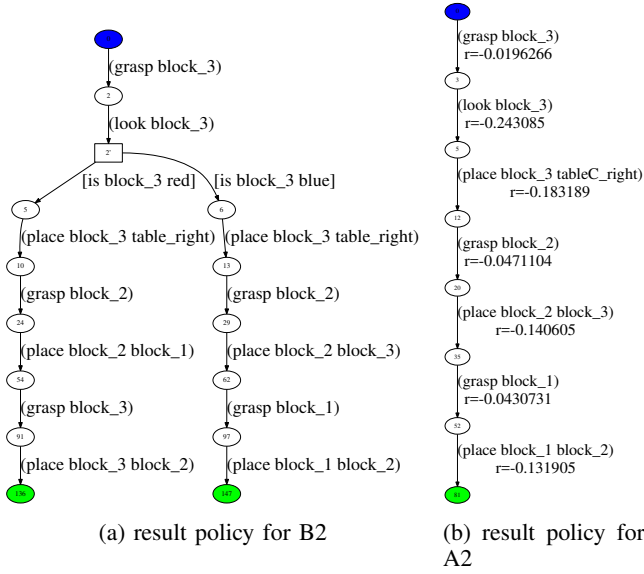 (grasp block_3)
2
(look block_3)
2'
[is block_3 red] [is block_3 blue]
5 6
(place block_3 table_right) (place block_3 table_right)
10 13
(grasp block_2) (grasp block_2)
24 29
(place block_2 block_1) (place block_2 block_3)
54 62
(grasp block_3) (grasp block_1)
91 97
(place block_3 block_2) (place block_1 block_2)
136 147
(a) result policy for B2
(grasp block_3)
r=-0.0196266
3
(look block_3)
r=-0.243085
5
(place block_3 tableC_right)
r=-0.183189
12
(grasp block_2)
r=-0.0471104
20
(place block_2 block_3)
r=-0.140605
35
(grasp block_1)
r=-0.0430731
52
(place block_1 block_2)
r=-0.131905
81
(b) result policy for
A2